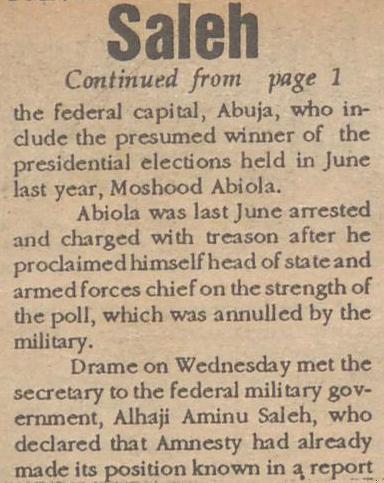 Saleh
Continued from page 1
the federal capital, Abuja, who in-
clude the presumed winner of the
presidential elections held in June
last year, Moshood Abiola.
Abiola was last June arrested
and charged with treason after he
proclaimed himself head of state and
armed forces chief on the strength of
the poll, which was annulled by the
military.
Drame on Wednesday met the
secretary to the federal military gov-
ernment, Alhaji Aminu Saleh, who
declared that Amnesty had already
made its position known in a report